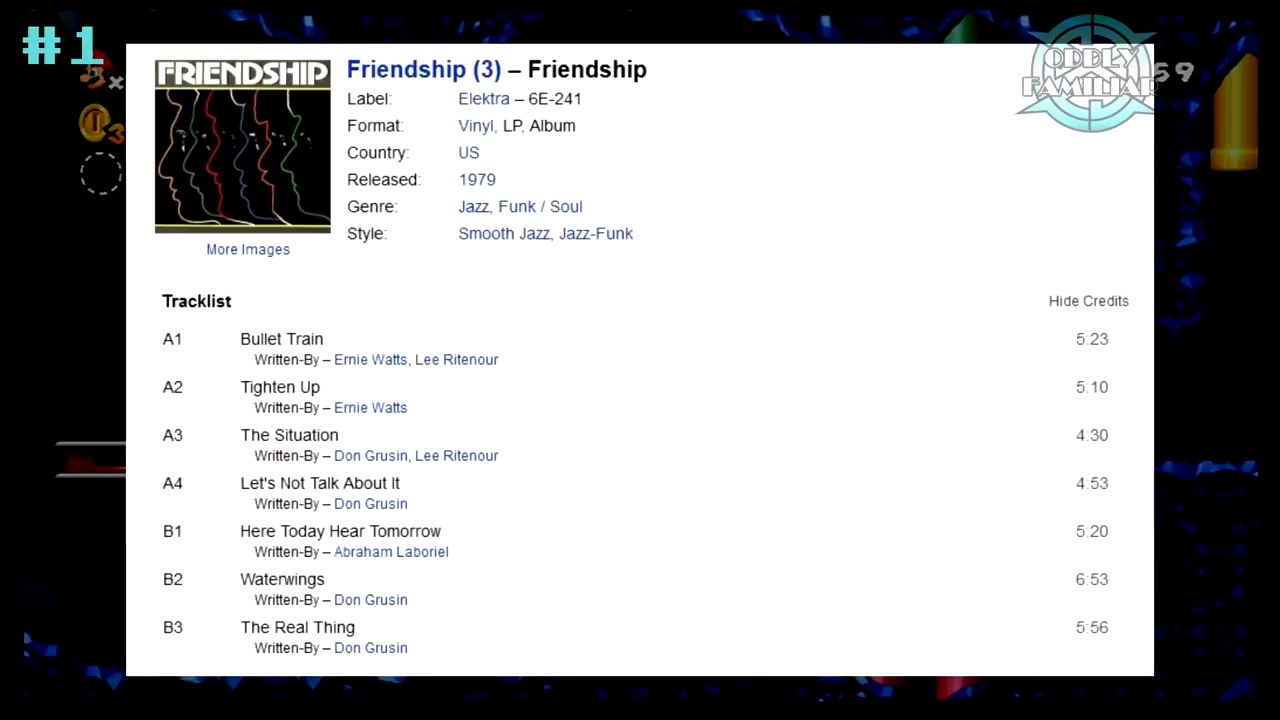 #1
ODDLY
FAMILIAR
59
x
3
FRIENDSHIP
More Images
Friendship (3) – Friendship
Label: Elektra – 6E-241
Format: Vinyl, LP, Album
Country: US
Released: 1979
Genre: Jazz, Funk / Soul
Style: Smooth Jazz, Jazz-Funk
Tracklist Hide Credits
A1 Bullet Train 5:23
Written-By – Ernie Watts, Lee Ritenour
A2 Tighten Up 5:10
Written-By – Ernie Watts
A3 The Situation 4:30
Written-By – Don Grusin, Lee Ritenour
A4 Let's Not Talk About It 4:53
Written-By – Don Grusin
B1 Here Today Hear Tomorrow 5:20
Written-By – Abraham Laboriel
B2 Waterwings 6:53
Written-By – Don Grusin
B3 The Real Thing 5:56
Written-By – Don Grusin